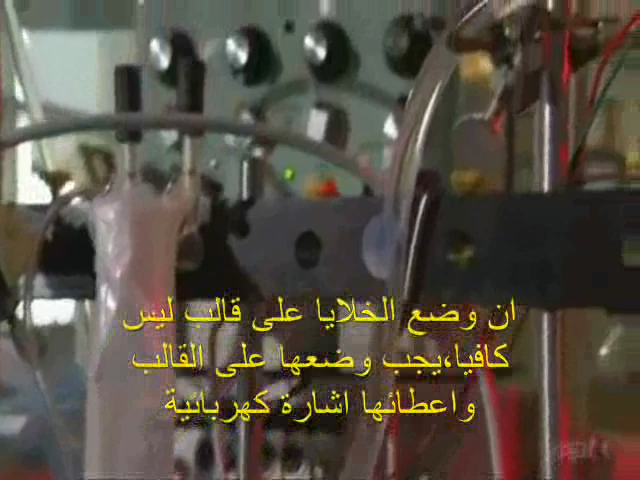 ان وضع الخلايا على قالب ليس
كافيا،يجب وضعها على القالب
واعطائها اشارة كهربائية